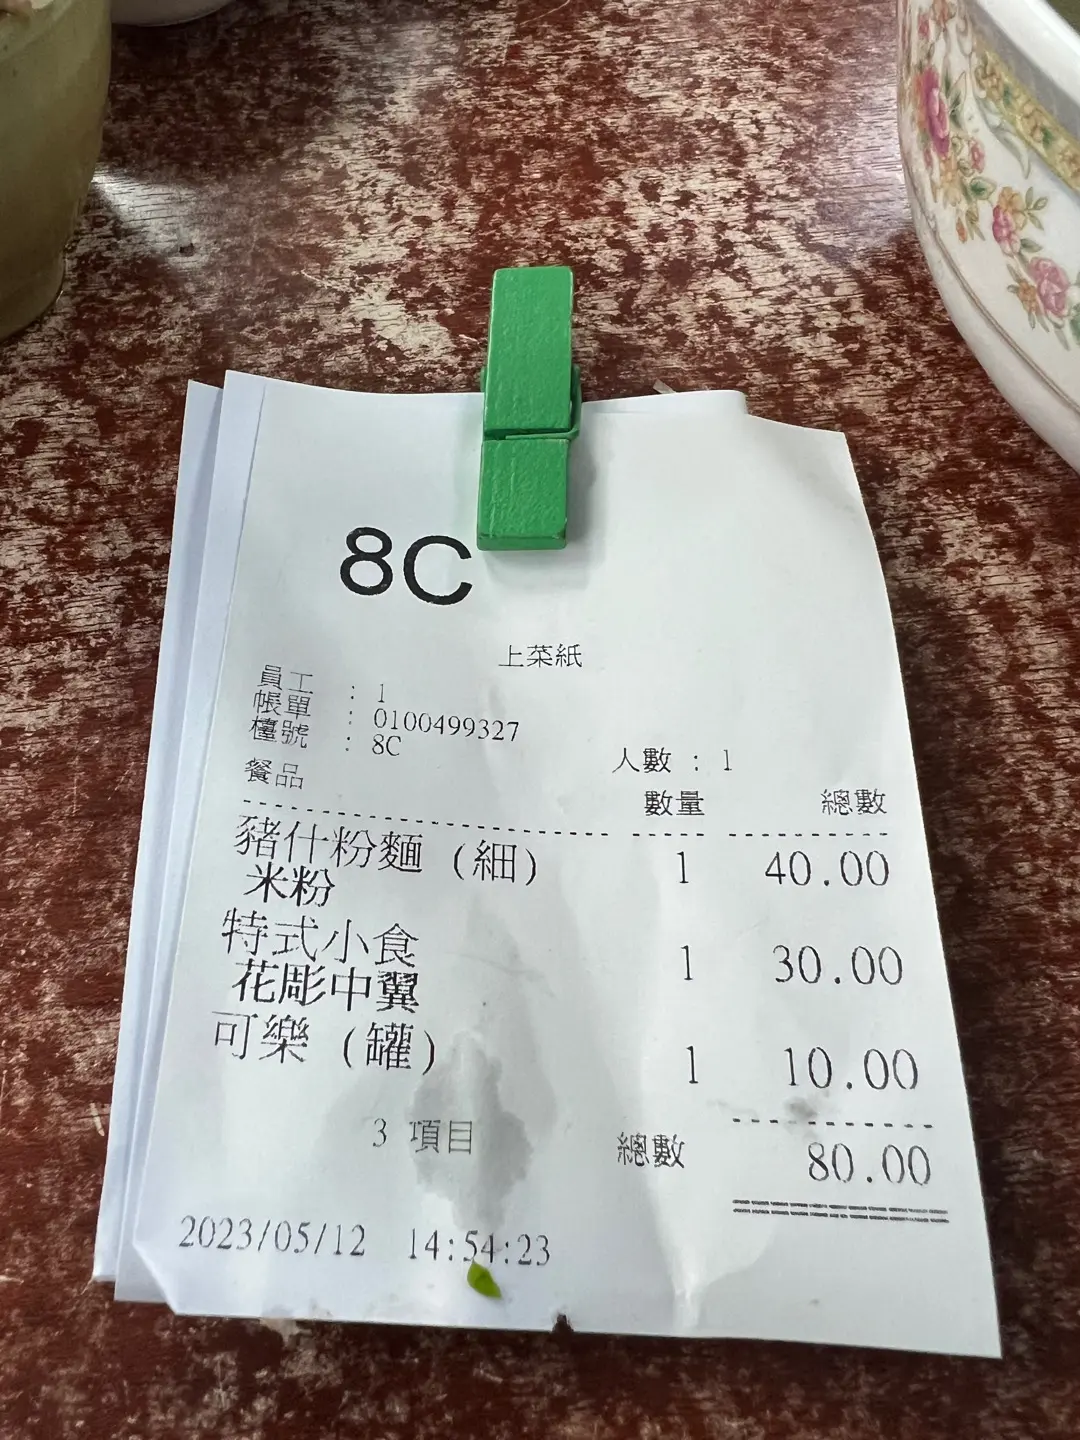 8C
上菜紙
員工 : 1
帳單 : 0100499327
檯號 : 8C 人數 : 1
餐品 數量 總數
豬什粉麵 (細) 1 40.00
米粉
特式小食 1 30.00
花彫中翼
可樂 (罐) 1 10.00
3 項目 總數 80.00
2023/05/12 14:54:23